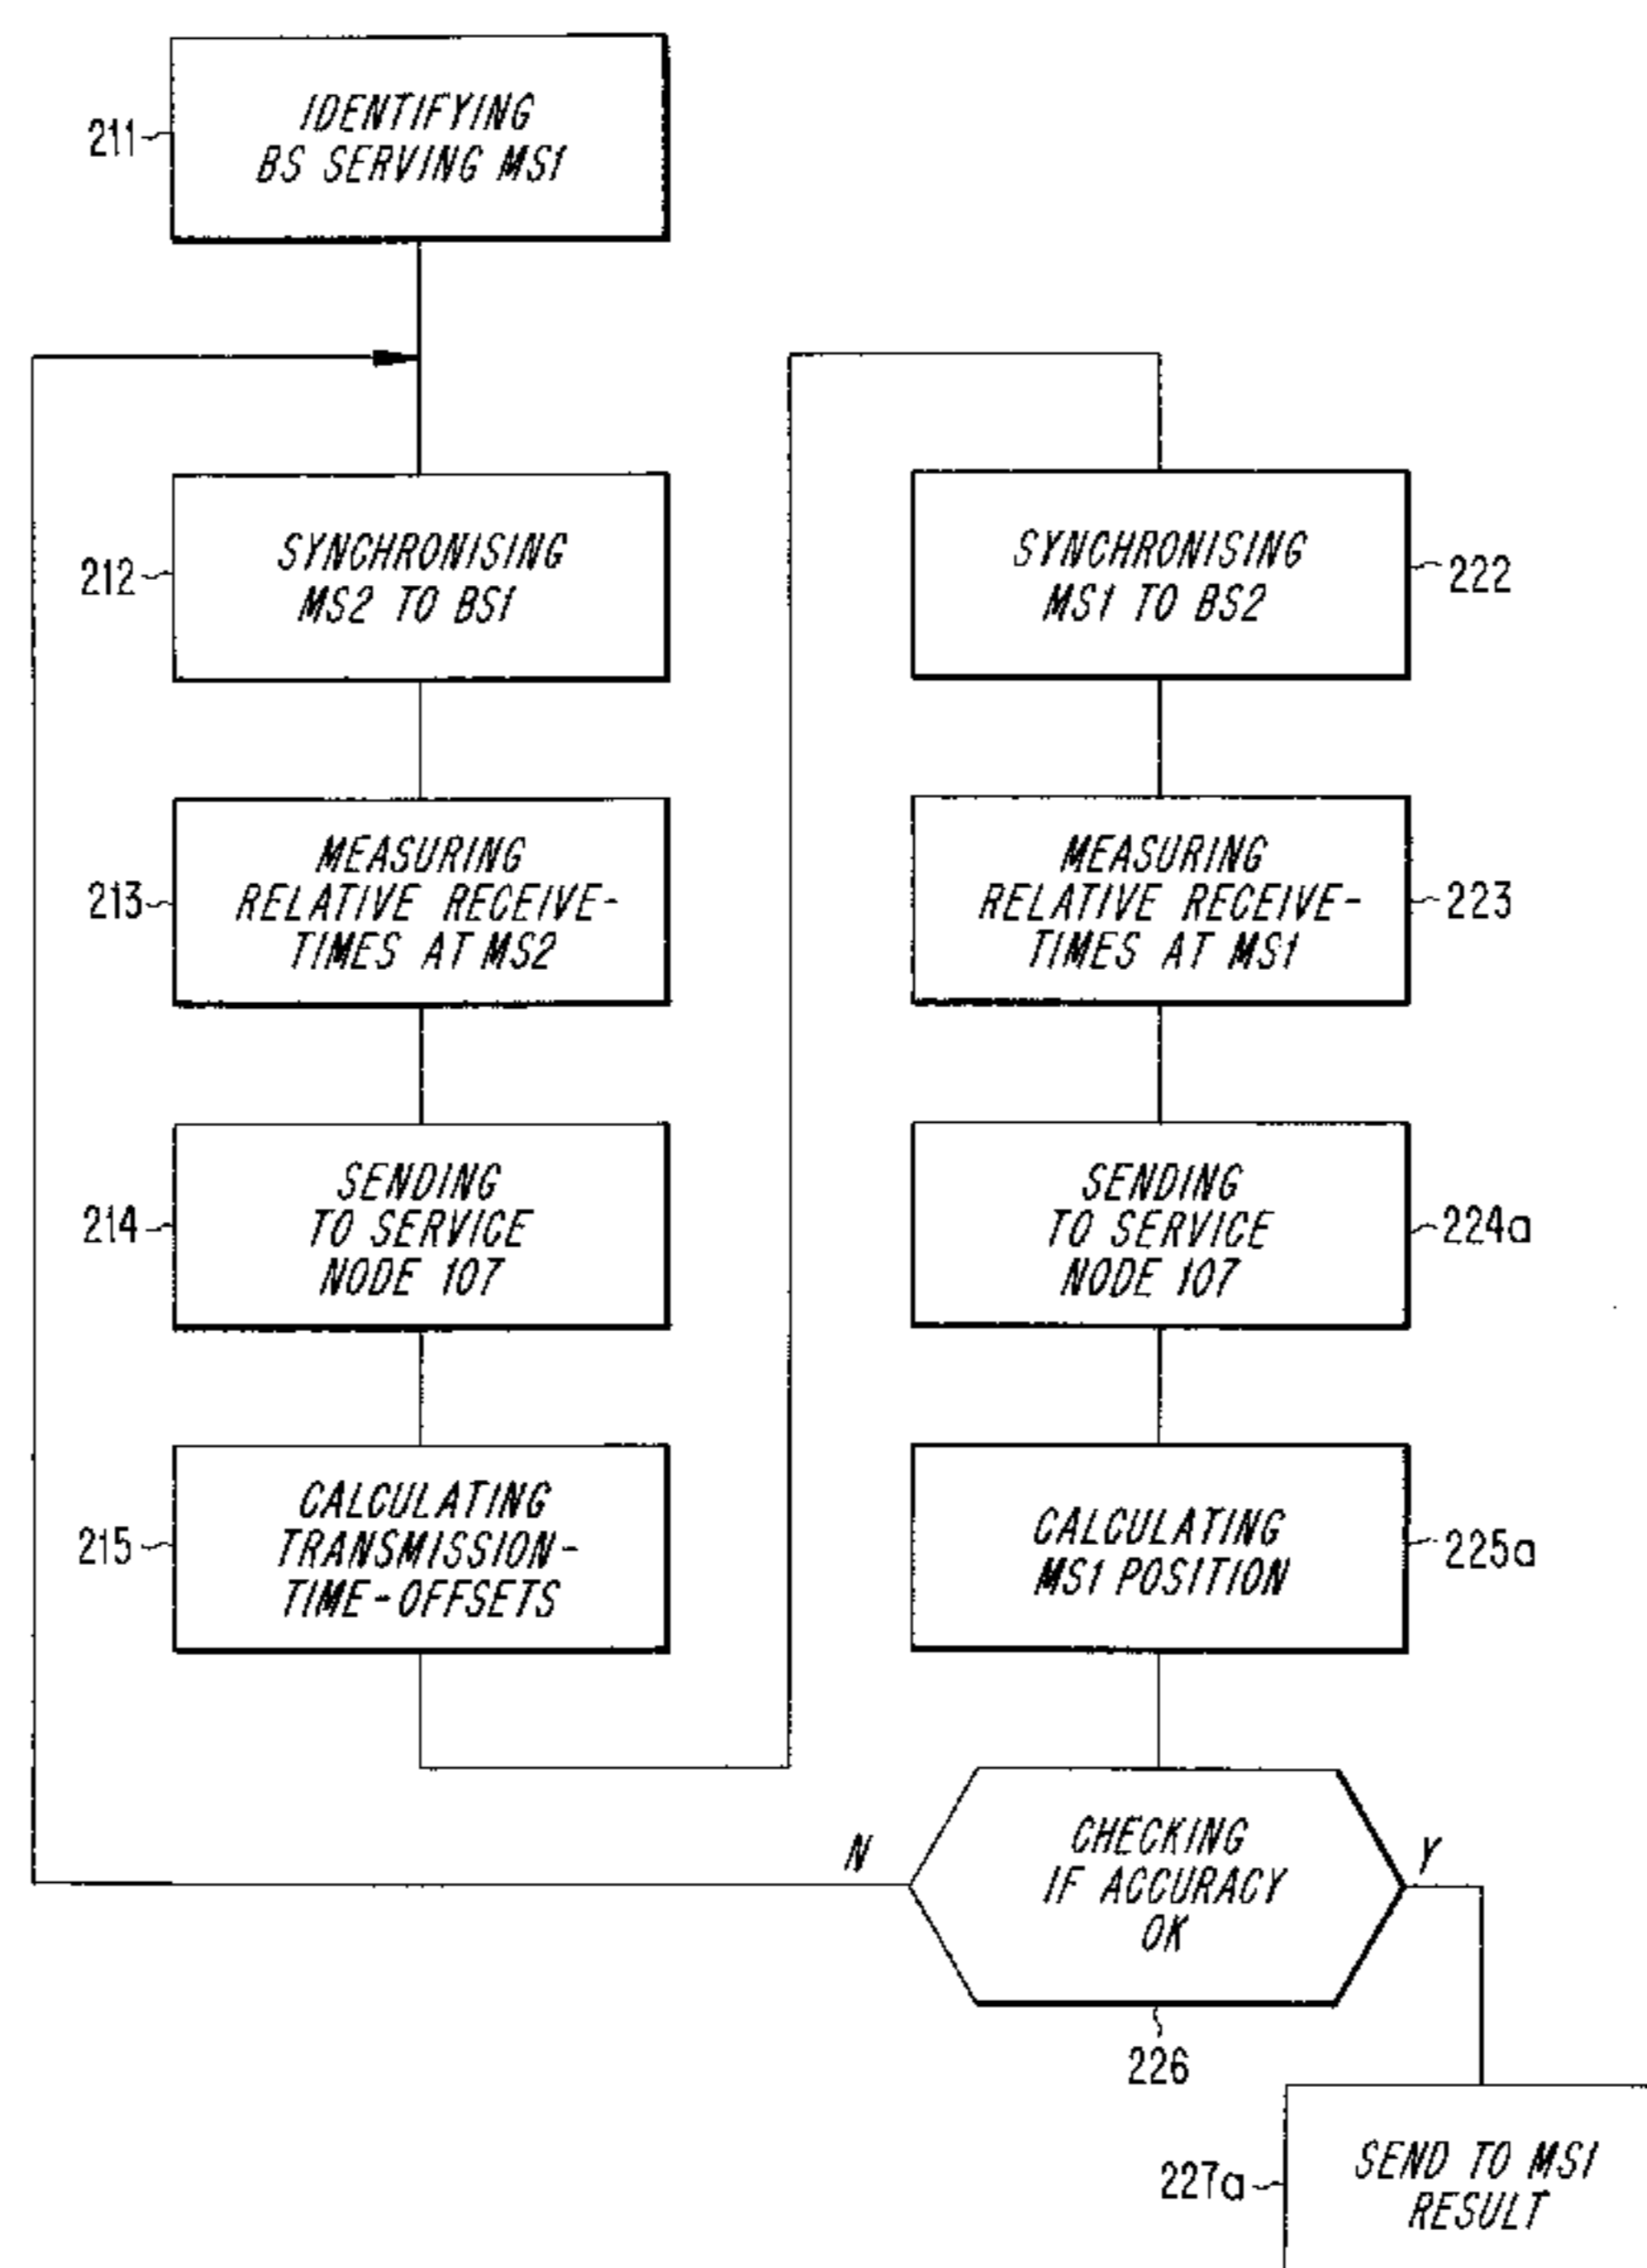 211
IDENTIFYING
BS SERVING MS1
212
SYNCHRONISING
MS2 TO BS1
213
MEASURING
RELATIVE RECEIVE-
TIMES AT MS2
214
SENDING
TO SERVICE
NODE 107
215
CALCULATING
TRANSMISSION-
TIME-OFFSETS
SYNCHRONISING
MS1 TO BS2
222
MEASURING
RELATIVE RECEIVE-
TIMES AT MS1
223
SENDING
TO SERVICE
NODE 107
224a
CALCULATING
MS1 POSITION
225a
N
CHECKING
IF ACCURACY
OK
Y
226
227a
SEND TO MS1
RESULT